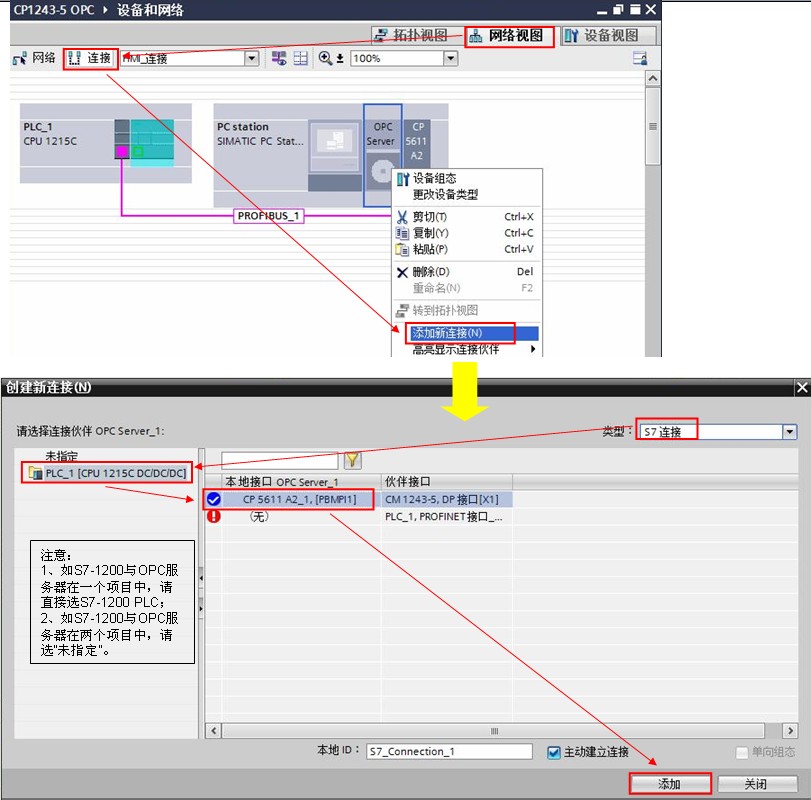 CP1243-5 OPC ▸ 设备和网络
拓扑视图 网络视图 设备视图
网络 连接 HMI_连接 100%
PLC_1
CPU 1215C
PC station
SIMATIC PC Stat...
OPC
Server
CP
5611
A2
PROFIBUS_1
设备组态
更改设备类型
剪切(T) Ctrl+X
复制(Y) Ctrl+C
粘贴(P) Ctrl+V
删除(D) Del
重命名(N) F2
转到拓扑视图
添加新连接(N)
高亮显示连接伙伴
创建新连接(N)
请选择连接伙伴 OPC Server_1:
类型: S7 连接
未指定
PLC_1 [CPU 1215C DC/DC/DC]
本地接口 OPC Server_1 伙伴接口
CP 5611 A2_1, [PBMPI1] CM 1243-5, DP 接口[X1]
(无) PLC_1, PROFINET 接口_...
注意:
1、如S7-1200与OPC服
务器在一个项目中，请
直接选S7-1200 PLC；
2、如S7-1200与OPC服
务器在两个项目中，请
选"未指定"。
本地 ID: S7_Connection_1 主动建立连接 单向组态
添加 关闭